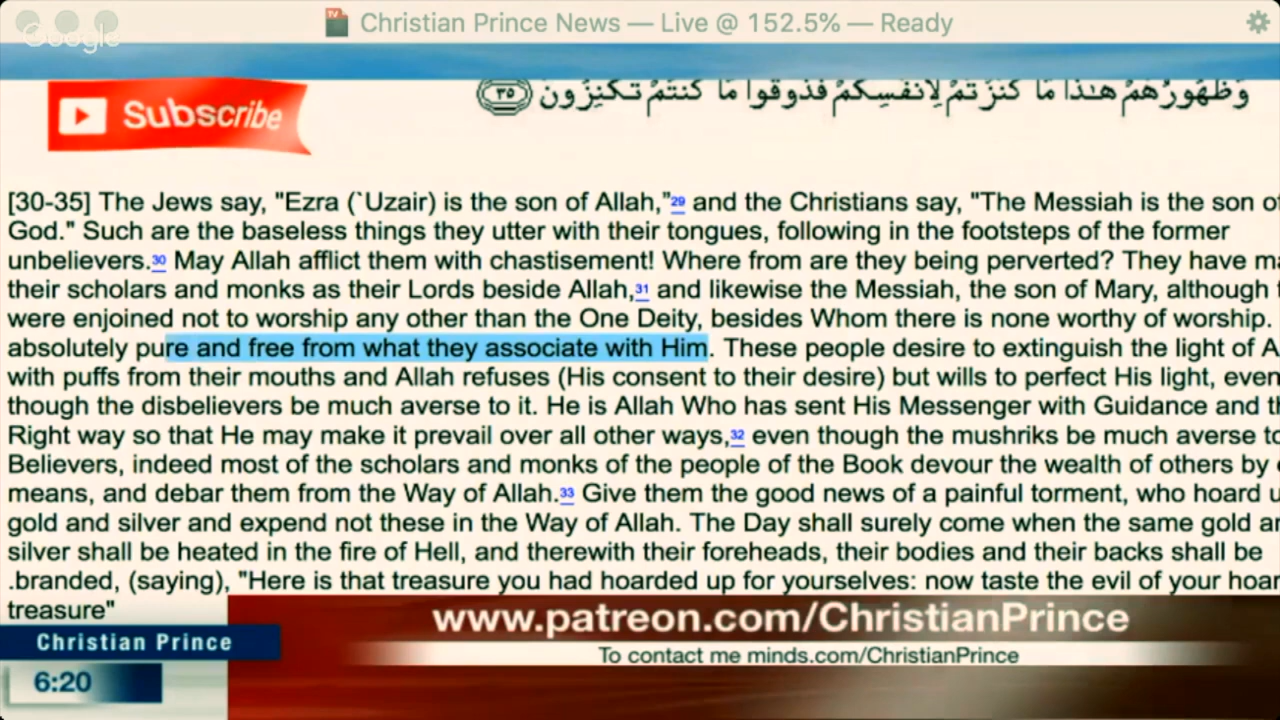 Christian Prince News — Live @ 152.5% — Ready
Google
Subscribe
وَظُهُورُهُمْ هَٰذَا مَا كَنَزْتُمْ لِأَنفُسِكُمْ فَذُوقُوا مَا كُنتُمْ تَكْنِزُونَ ٣٥
[30-35] The Jews say, "Ezra (`Uzair) is the son of Allah,"29 and the Christians say, "The Messiah is the son of
God." Such are the baseless things they utter with their tongues, following in the footsteps of the former
unbelievers.30 May Allah afflict them with chastisement! Where from are they being perverted? They have ma
their scholars and monks as their Lords beside Allah,31 and likewise the Messiah, the son of Mary, although t
were enjoined not to worship any other than the One Deity, besides Whom there is none worthy of worship.
absolutely pure and free from what they associate with Him. These people desire to extinguish the light of A
with puffs from their mouths and Allah refuses (His consent to their desire) but wills to perfect His light, even
though the disbelievers be much averse to it. He is Allah Who has sent His Messenger with Guidance and th
Right way so that He may make it prevail over all other ways,32 even though the mushriks be much averse to
Believers, indeed most of the scholars and monks of the people of the Book devour the wealth of others by
means, and debar them from the Way of Allah.33 Give them the good news of a painful torment, who hoard u
gold and silver and expend not these in the Way of Allah. The Day shall surely come when the same gold an
silver shall be heated in the fire of Hell, and therewith their foreheads, their bodies and their backs shall be
.branded, (saying), "Here is that treasure you had hoarded up for yourselves: now taste the evil of your hoar
treasure"
www.patreon.com/ChristianPrince
Christian Prince
To contact me minds.com/ChristianPrince
6:20